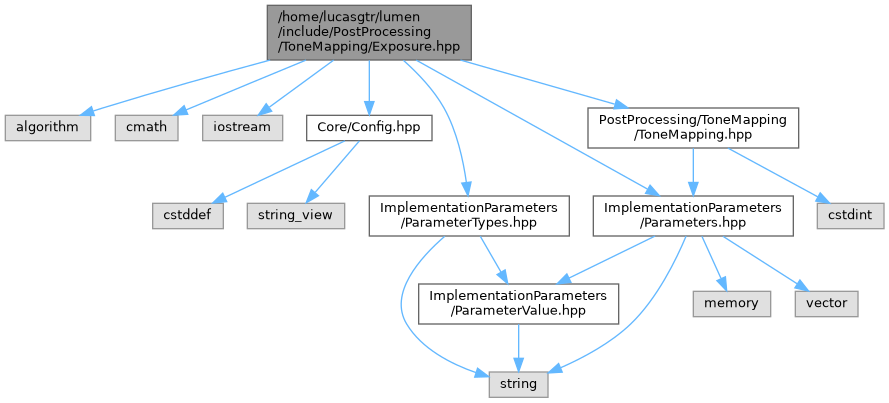 /home/lucasgtr/lumen
/include/PostProcessing
/ToneMapping/Exposure.hpp
algorithm
cmath
iostream
Core/Config.hpp
PostProcessing/ToneMapping
/ToneMapping.hpp
cstddef
string_view
ImplementationParameters
/ParameterTypes.hpp
ImplementationParameters
/Parameters.hpp
cstdint
ImplementationParameters
/ParameterValue.hpp
memory
vector
string